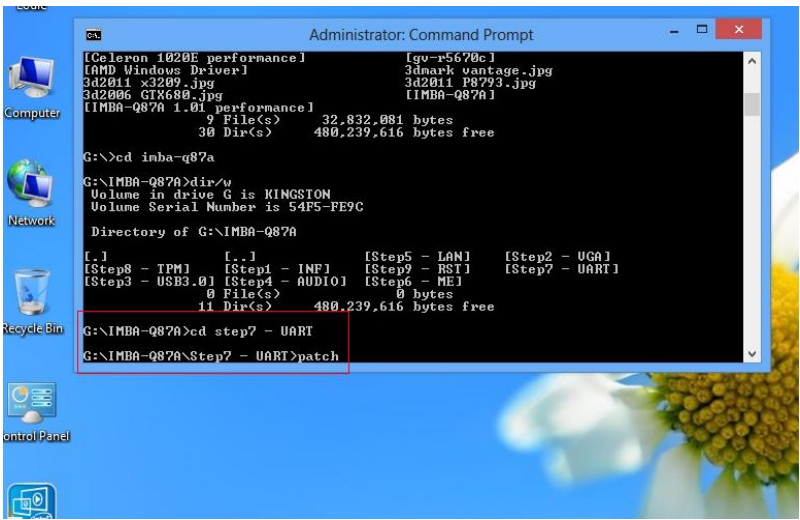 Administrator: Command Prompt
[Celeron 1020E performance] [gv-r5670c]
[AMD Windows Driver] 3dmark vantage.jpg
3d2011 x3209.jpg 3d2011 P8793.jpg
3d2006 GTX680.jpg [IMBA-Q87A]
[IMBA-Q87A 1.01 performance]
9 File(s) 32,832,081 bytes
30 Dir(s) 480,239,616 bytes free
G:\>cd imba-q87a
G:\IMBA-Q87A>dir/w
Volume in drive G is KINGSTON
Volume Serial Number is 54F5-FE9C
Directory of G:\IMBA-Q87A
[.] [..] [Step5 - LAN] [Step2 - VGA]
[Step8 - TPM] [Step1 - INF] [Step9 - RST] [Step7 - UART]
[Step3 - USB3.0] [Step4 - AUDIO] [Step6 - ME]
0 File(s) 0 bytes
11 Dir(s) 480,239,616 bytes free
G:\IMBA-Q87A>cd step7 - UART
G:\IMBA-Q87A\Step7 - UART>patch
Computer
Network
Recycle Bin
ontrol Panel